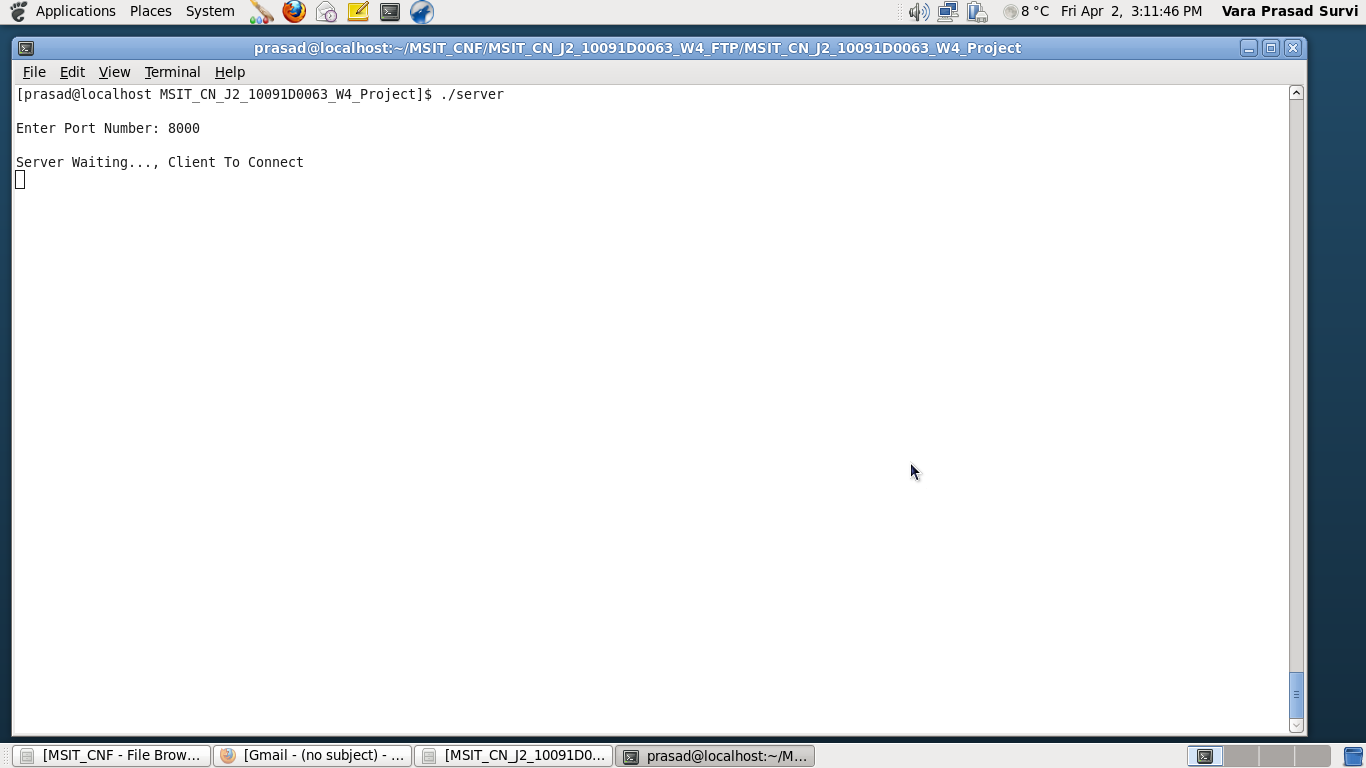 Applications Places System 8 °C Fri Apr 2, 3:11:46 PM Vara Prasad Survi
prasad@localhost:~/MSIT_CNF/MSIT_CN_J2_10091D0063_W4_FTP/MSIT_CN_J2_10091D0063_W4_Project
File Edit View Terminal Help
[prasad@localhost MSIT_CN_J2_10091D0063_W4_Project]$ ./server
Enter Port Number: 8000
Server Waiting..., Client To Connect
[MSIT_CNF - File Brow... [Gmail - (no subject) - ... [MSIT_CN_J2_10091D0... prasad@localhost:~/M...